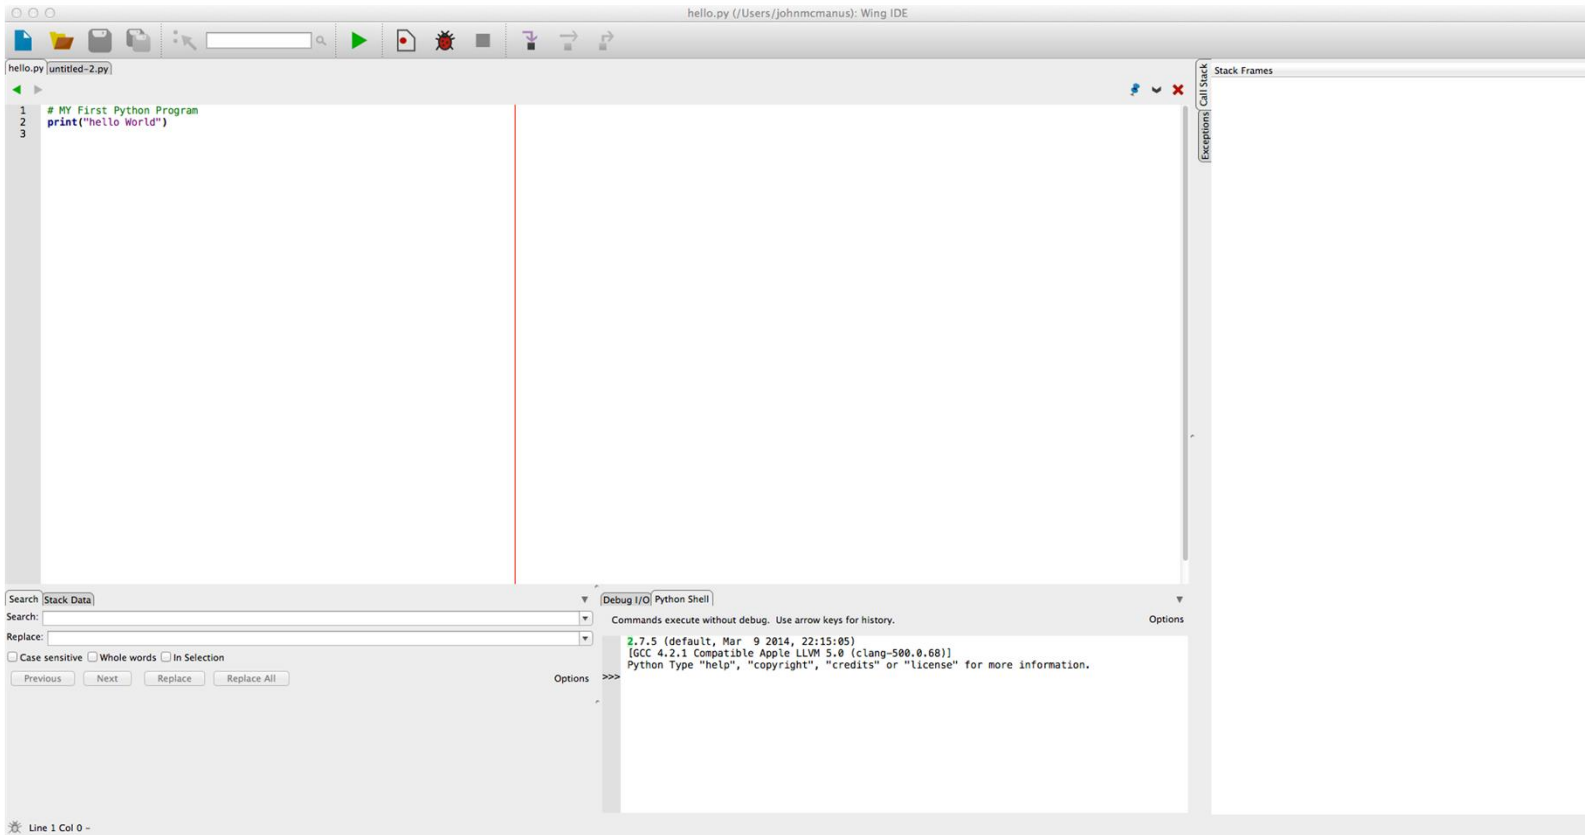 hello.py (/Users/johnmcmanus): Wing IDE
hello.py untitled-2.py
1 # MY First Python Program
2 print("hello World")
3
Call Stack
Exceptions
Stack Frames
Search Stack Data
Search:
Replace:
Case sensitive Whole words In Selection
Previous Next Replace Replace All Options
Debug I/O Python Shell
Commands execute without debug. Use arrow keys for history. Options
2.7.5 (default, Mar 9 2014, 22:15:05)
[GCC 4.2.1 Compatible Apple LLVM 5.0 (clang-500.0.68)]
Python Type "help", "copyright", "credits" or "license" for more information.
>>>
Line 1 Col 0 -